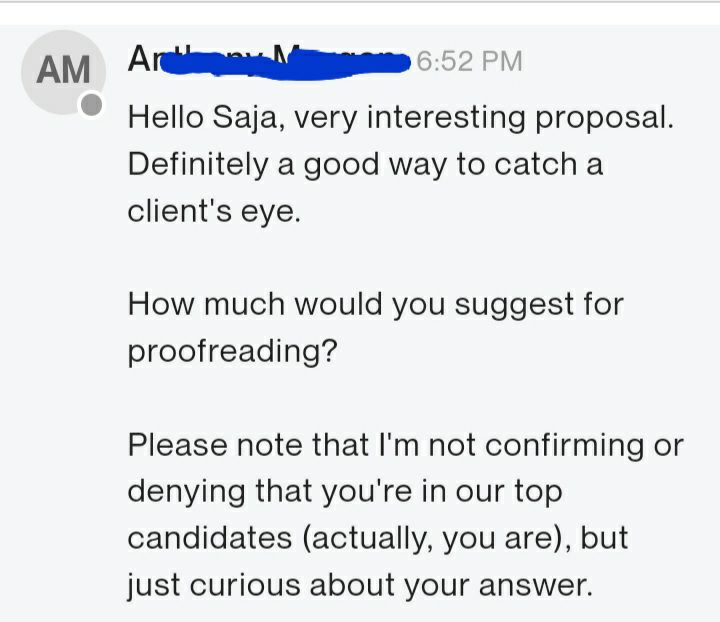 AM
6:52 PM
Hello Saja, very interesting proposal.
Definitely a good way to catch a
client's eye.
How much would you suggest for
proofreading?
Please note that I'm not confirming or
denying that you're in our top
candidates (actually, you are), but
just curious about your answer.